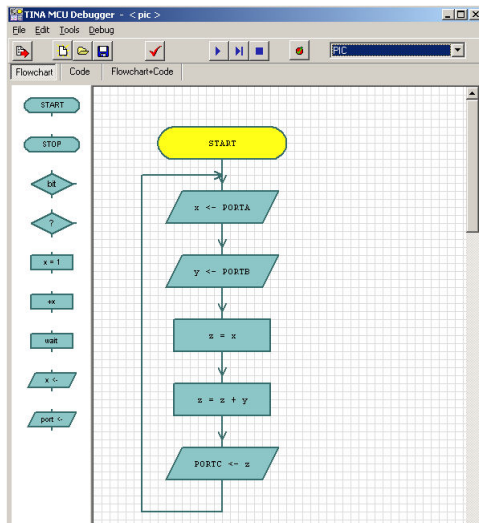 TINA MCU Debugger - < pic >
File Edit Tools Debug
PIC
Flowchart Code Flowchart+Code
START
STOP
bit
?
x = 1
+x
wait
x <-
port <-
START
x <- PORTA
y <- PORTB
z = x
z = z + y
PORTC <- z